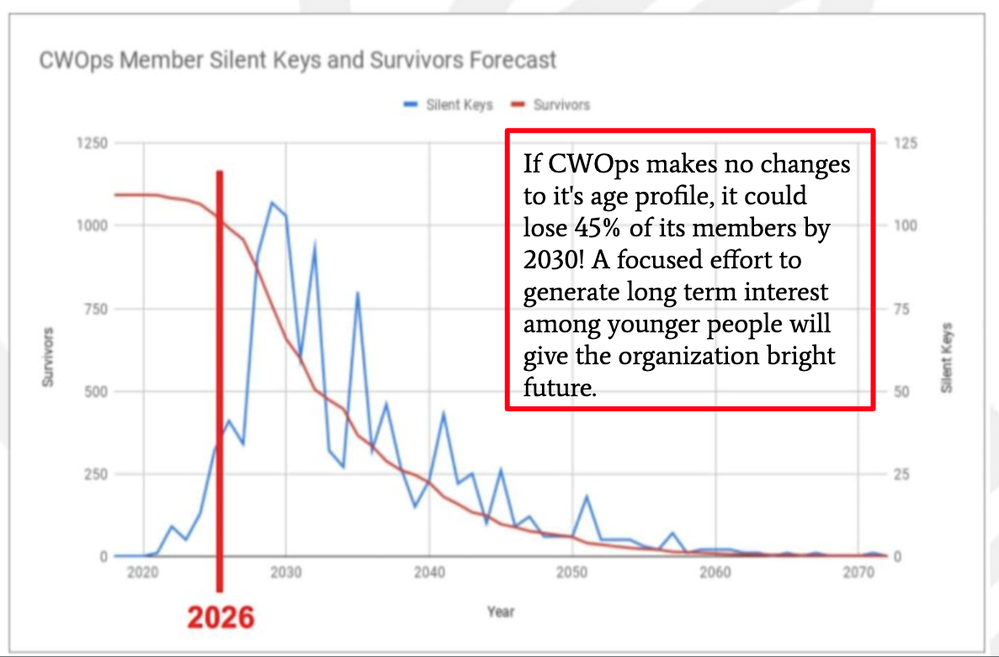 CWOps Member Silent Keys and Survivors Forecast
Silent Keys Survivors
1250
1000
750
500
250
0
Survivors
If CWOps makes no changes
to it's age profile, it could
lose 45% of its members by
2030! A focused effort to
generate long term interest
among younger people will
give the organization bright
future.
125
100
75
50
25
0
Silent Keys
2020 2030 2040 2050 2060 2070
Year
2026